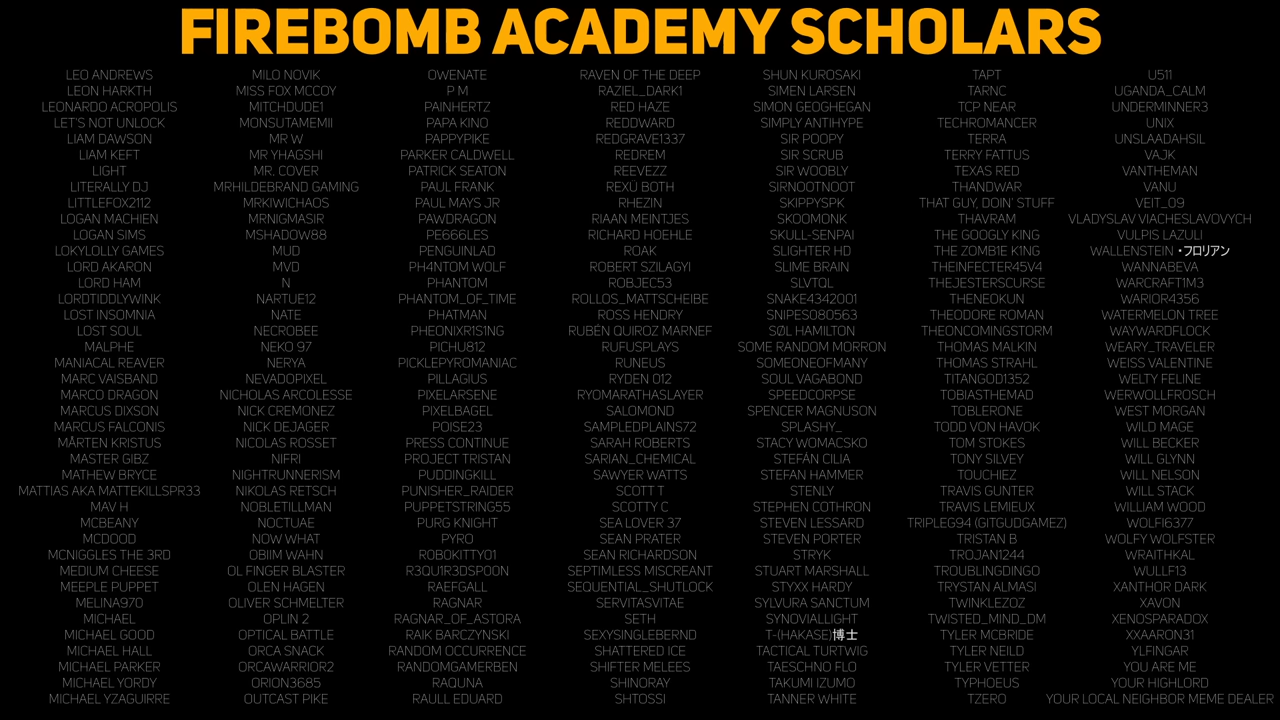 FIREBOMB ACADEMY SCHOLARS
LEO ANDREWS
LEON HARKTH
LEONARDO ACROPOLIS
LET'S NOT UNLOCK
LIAM DAWSON
LIAM KEFT
LIGHT
LITERALLY DJ
LITTLEFOX2112
LOGAN MACHIEN
LOGAN SIMS
LOKYLOLLY GAMES
LORD AKARON
LORD HAM
LORDTIDDLYWINK
LOST INSOMNIA
LOST SOUL
MALPHE
MANIACAL REAVER
MARC VAISBAND
MARCO DRAGON
MARCUS DIXSON
MARCUS FALCONIS
MÅRTEN KRISTUS
MASTER GIBZ
MATHEW BRYCE
MATTIAS AKA MATTEKILLSPR33
MAV H
MCBEANY
MCDOOD
MCNIGGLES THE 3RD
MEDIUM CHEESE
MEEPLE PUPPET
MELINA970
MICHAEL
MICHAEL GOOD
MICHAEL HALL
MICHAEL PARKER
MICHAEL YORDY
MICHAEL YZAGUIRRE
MILO NOVIK
MISS FOX MCCOY
MITCHDUDE1
MONSUTAMEMII
MR W
MR YHAGSHI
MR. COVER
MRHILDEBRAND GAMING
MRKIWICHAOS
MRNIGMASIR
MSHADOW88
MUD
MVD
N
NARTUE12
NATE
NECROBEE
NEKO 97
NERYA
NEVADOPIXEL
NICHOLAS ARCOLESSE
NICK CREMONEZ
NICK DEJAGER
NICOLAS ROSSET
NIFRI
NIGHTRUNNERISM
NIKOLAS RETSCH
NOBLETILLMAN
NOCTUAE
NOW WHAT
OBIIM WAHN
OL FINGER BLASTER
OLEN HAGEN
OLIVER SCHMELTER
OPLIN 2
OPTICAL BATTLE
ORCA SNACK
ORCAWARRIOR2
ORION3685
OUTCAST PIKE
OWENATE
P M
PAINHERTZ
PAPA KINO
PAPPYPIKE
PARKER CALDWELL
PATRICK SEATON
PAUL FRANK
PAUL MAYS JR
PAWDRAGON
PE666LES
PENGUINLAD
PH4NTOM WOLF
PHANTOM
PHANTOM_OF_TIME
PHATMAN
PHEONIXR1S1NG
PICHU812
PICKLEPYROMANIAC
PILLAGIUS
PIXELARSENE
PIXELBAGEL
POISE23
PRESS CONTINUE
PROJECT TRISTAN
PUDDINGKILL
PUNISHER_RAIDER
PUPPETSTRING55
PURG KNIGHT
PYRO
R0B0KITTY01
R3QU1R3DSP00N
RAEFGALL
RAGNAR
RAGNAR_OF_ASTORA
RAIK BARCZYNSKI
RANDOM OCCURRENCE
RANDOMGAMERBEN
RAQUNA
RAULL EDUARD
RAVEN OF THE DEEP
RAZIEL_DARK1
RED HAZE
REDDWARD
REDGRAVE1337
REDREM
REEVEZZ
REXÜ BOTH
RHEZIN
RIAAN MEINTJES
RICHARD HOEHLE
ROAK
ROBERT SZILAGYI
ROBJEC53
ROLLOS_MATTSCHEIBE
ROSS HENDRY
RUBÉN QUIROZ MARNEF
RUFUSPLAYS
RUNEUS
RYDEN 012
RYOMARATHASLAYER
SALOMOND
SAMPLEDPLAINS72
SARAH ROBERTS
SARIAN_CHEMICAL
SAWYER WATTS
SCOTT T
SCOTTY C
SEA LOVER 37
SEAN PRATER
SEAN RICHARDSON
SEPTIMLESS MISCREANT
SEQUENTIAL_SHUTLOCK
SERVITASVITAE
SETH
SEXYSINGLEBERND
SHATTERED ICE
SHIFTER MELEES
SHINORAY
SHTOSSI
SHUN KUROSAKI
SIMEN LARSEN
SIMON GEOGHEGAN
SIMPLY ANTIHYPE
SIR POOPY
SIR SCRUB
SIR WOOBLY
SIRNOOTNOOT
SKIPPYSPK
SKOOMONK
SKULL-SENPAI
SLIGHTER HD
SLIME BRAIN
SLVTQL
SNAKE4342001
SNIPES080563
SØL HAMILTON
SOME RANDOM MORRON
SOMEONEOFMANY
SOUL VAGABOND
SPEEDCORPSE
SPENCER MAGNUSON
SPLASHY_
STACY WOMACSKO
STEFÁN CILIA
STEFAN HAMMER
STENLY
STEPHEN COTHRON
STEVEN LESSARD
STEVEN PORTER
STRYK
STUART MARSHALL
STYXX HARDY
SYLVURA SANCTUM
SYNOVIALLIGHT
T-(HAKASE)博士
TACTICAL TURTWIG
TAESCHNO FLO
TAKUMI IZUMO
TANNER WHITE
TAPT
TARNC
TCP NEAR
TECHROMANCER
TERRA
TERRY FATTUS
TEXAS RED
THANDWAR
THAT GUY, DOIN' STUFF
THAVRAM
THE GOOGLY KING
THE ZOMB1E K1NG
THEINFECTER45V4
THEJESTERSCURSE
THENEOKUN
THEODORE ROMAN
THEONCOMINGSTORM
THOMAS MALKIN
THOMAS STRAHL
TITANGOD1352
TOBIASTHEMAD
TOBLERONE
TODD VON HAVOK
TOM STOKES
TONY SILVEY
TOUCHIEZ
TRAVIS GUNTER
TRAVIS LEMIEUX
TRIPLEG94 (GITGUDGAMEZ)
TRISTAN B
TROJAN1244
TROUBLINGDINGO
TRYSTAN ALMASI
TWINKLEZOZ
TWISTED_MIND_DM
TYLER MCBRIDE
TYLER NEILD
TYLER VETTER
TYPHOEUS
TZERO
U511
UGANDA_CALM
UNDERMINNER3
UNIX
UNSLAADAHSIL
VAJK
VANTHEMAN
VANU
VEIT_09
VLADYSLAV VIACHESLAVOVYCH
VULPIS LAZULI
WALLENSTEIN・フロリアン
WANNABEVA
WARCRAFT1M3
WARIOR4356
WATERMELON TREE
WAYWARDFLOCK
WEARY_TRAVELER
WEISS VALENTINE
WELTY FELINE
WERWOLLFROSCH
WEST MORGAN
WILD MAGE
WILL BECKER
WILL GLYNN
WILL NELSON
WILL STACK
WILLIAM WOOD
WOLFI6377
WOLFY WOLFSTER
WRAITHKAL
WULLF13
XANTHOR DARK
XAVON
XENOSPARADOX
XXAARON31
YLFINGAR
YOU ARE ME
YOUR HIGHLORD
YOUR LOCAL NEIGHBOR MEME DEALER